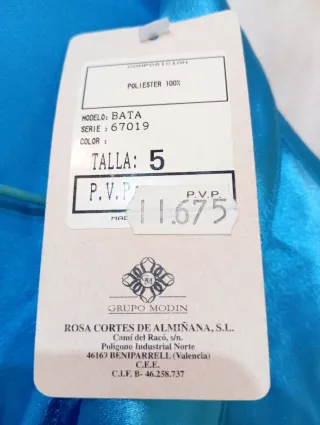 COMPOSICION
POLIESTER 100%
MODELO: BATA
SERIE : 67019
COLOR :
TALLA: 5
P.V.P. P.V.P.
11.675
M
GRUPO MODIN
ROSA CORTES DE ALMIÑANA, S.L.
Camí del Racó, s/n.
Polígono Industrial Norte
46163 BENIPARRELL (Valencia)
C.E.E.
C.I.F. B- 46.258.737